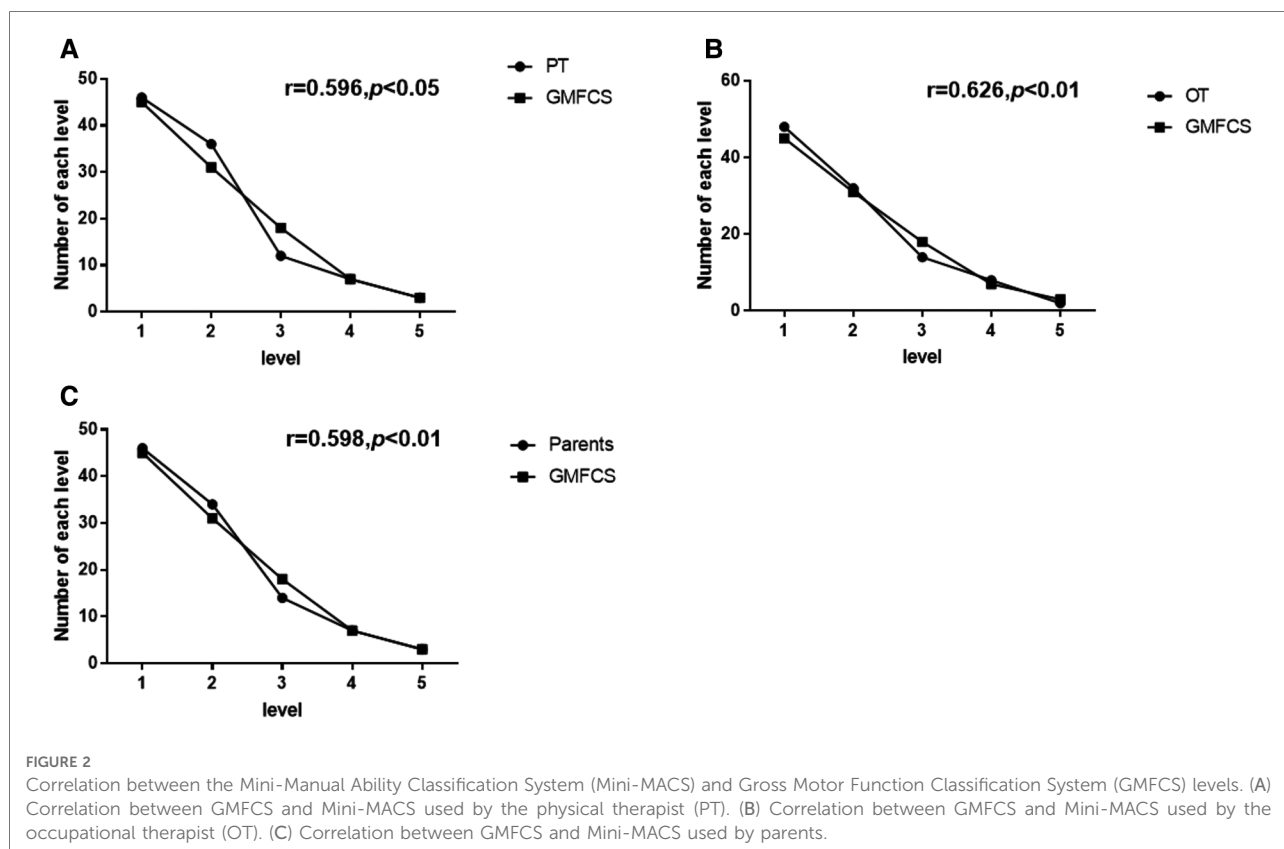 A
r=0.596,p<0.05
PT
GMFCS
Number of each level
50
40
30
20
10
0
1 2 3 4 5
level
B
r=0.626,p<0.01
OT
GMFCS
Number of each level
60
40
20
0
1 2 3 4 5
level
C
r=0.598,p<0.01
Parents
GMFCS
Number of each level
50
40
30
20
10
0
1 2 3 4 5
level
FIGURE 2
Correlation between the Mini-Manual Ability Classification System (Mini-MACS) and Gross Motor Function Classification System (GMFCS) levels. (A)
Correlation between GMFCS and Mini-MACS used by the physical therapist (PT). (B) Correlation between GMFCS and Mini-MACS used by the
occupational therapist (OT). (C) Correlation between GMFCS and Mini-MACS used by parents.